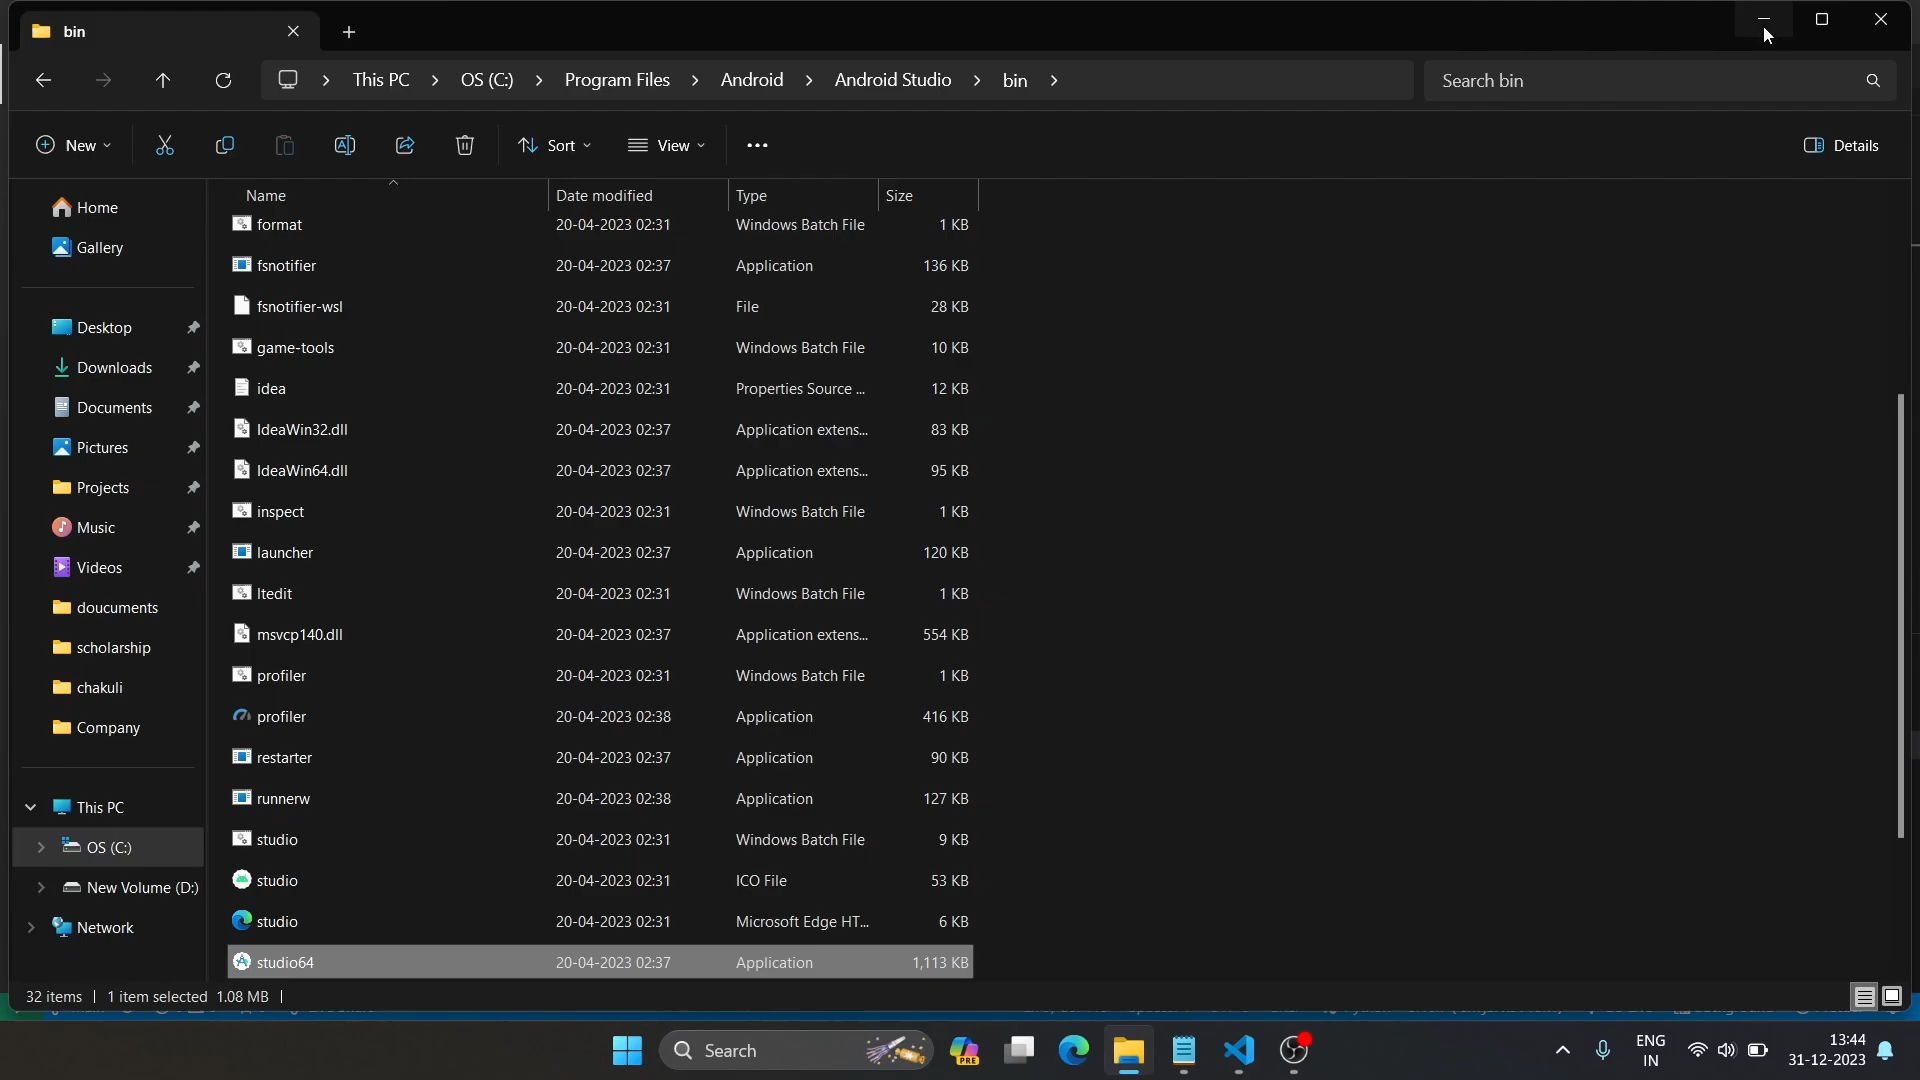 bin
This PC > OS (C:) > Program Files > Android > Android Studio > bin >
Search bin
New
Sort
View
Details
Name Date modified Type Size
format 20-04-2023 02:31 Windows Batch File 1 KB
fsnotifier 20-04-2023 02:37 Application 136 KB
fsnotifier-wsl 20-04-2023 02:31 File 28 KB
game-tools 20-04-2023 02:31 Windows Batch File 10 KB
idea 20-04-2023 02:31 Properties Source ... 12 KB
IdeaWin32.dll 20-04-2023 02:37 Application extens... 83 KB
IdeaWin64.dll 20-04-2023 02:37 Application extens... 95 KB
inspect 20-04-2023 02:31 Windows Batch File 1 KB
launcher 20-04-2023 02:37 Application 120 KB
ltedit 20-04-2023 02:31 Windows Batch File 1 KB
msvcp140.dll 20-04-2023 02:37 Application extens... 554 KB
profiler 20-04-2023 02:31 Windows Batch File 1 KB
profiler 20-04-2023 02:38 Application 416 KB
restarter 20-04-2023 02:37 Application 90 KB
runnerw 20-04-2023 02:38 Application 127 KB
studio 20-04-2023 02:31 Windows Batch File 9 KB
studio 20-04-2023 02:31 ICO File 53 KB
studio 20-04-2023 02:31 Microsoft Edge HT... 6 KB
studio64 20-04-2023 02:37 Application 1,113 KB
Home
Gallery
Desktop
Downloads
Documents
Pictures
Projects
Music
Videos
doucuments
scholarship
chakuli
Company
This PC
OS (C:)
New Volume (D:)
Network
32 items | 1 item selected 1.08 MB |
Search
PRE
ENG
IN
13:44
31-12-2023